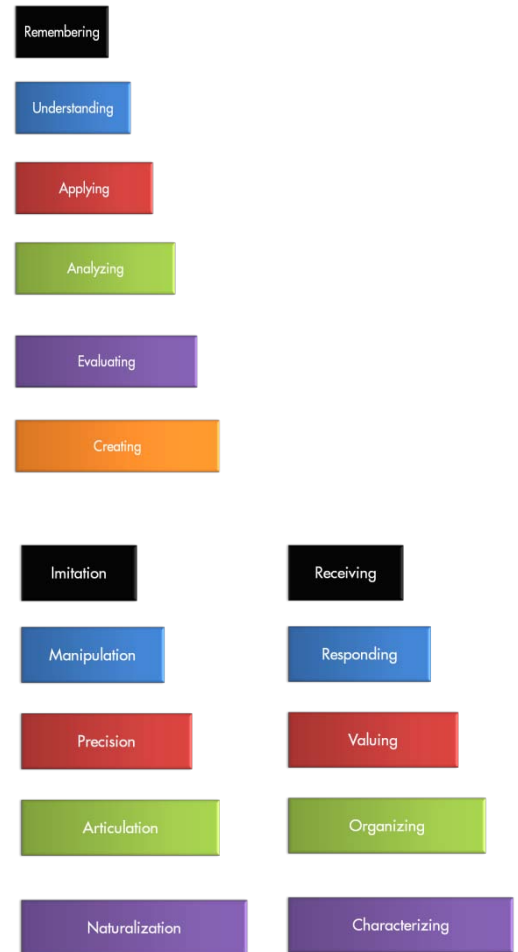 Remembering
Understanding
Applying
Analyzing
Evaluating
Creating
Imitation
Manipulation
Precision
Articulation
Naturalization
Receiving
Responding
Valuing
Organizing
Characterizing